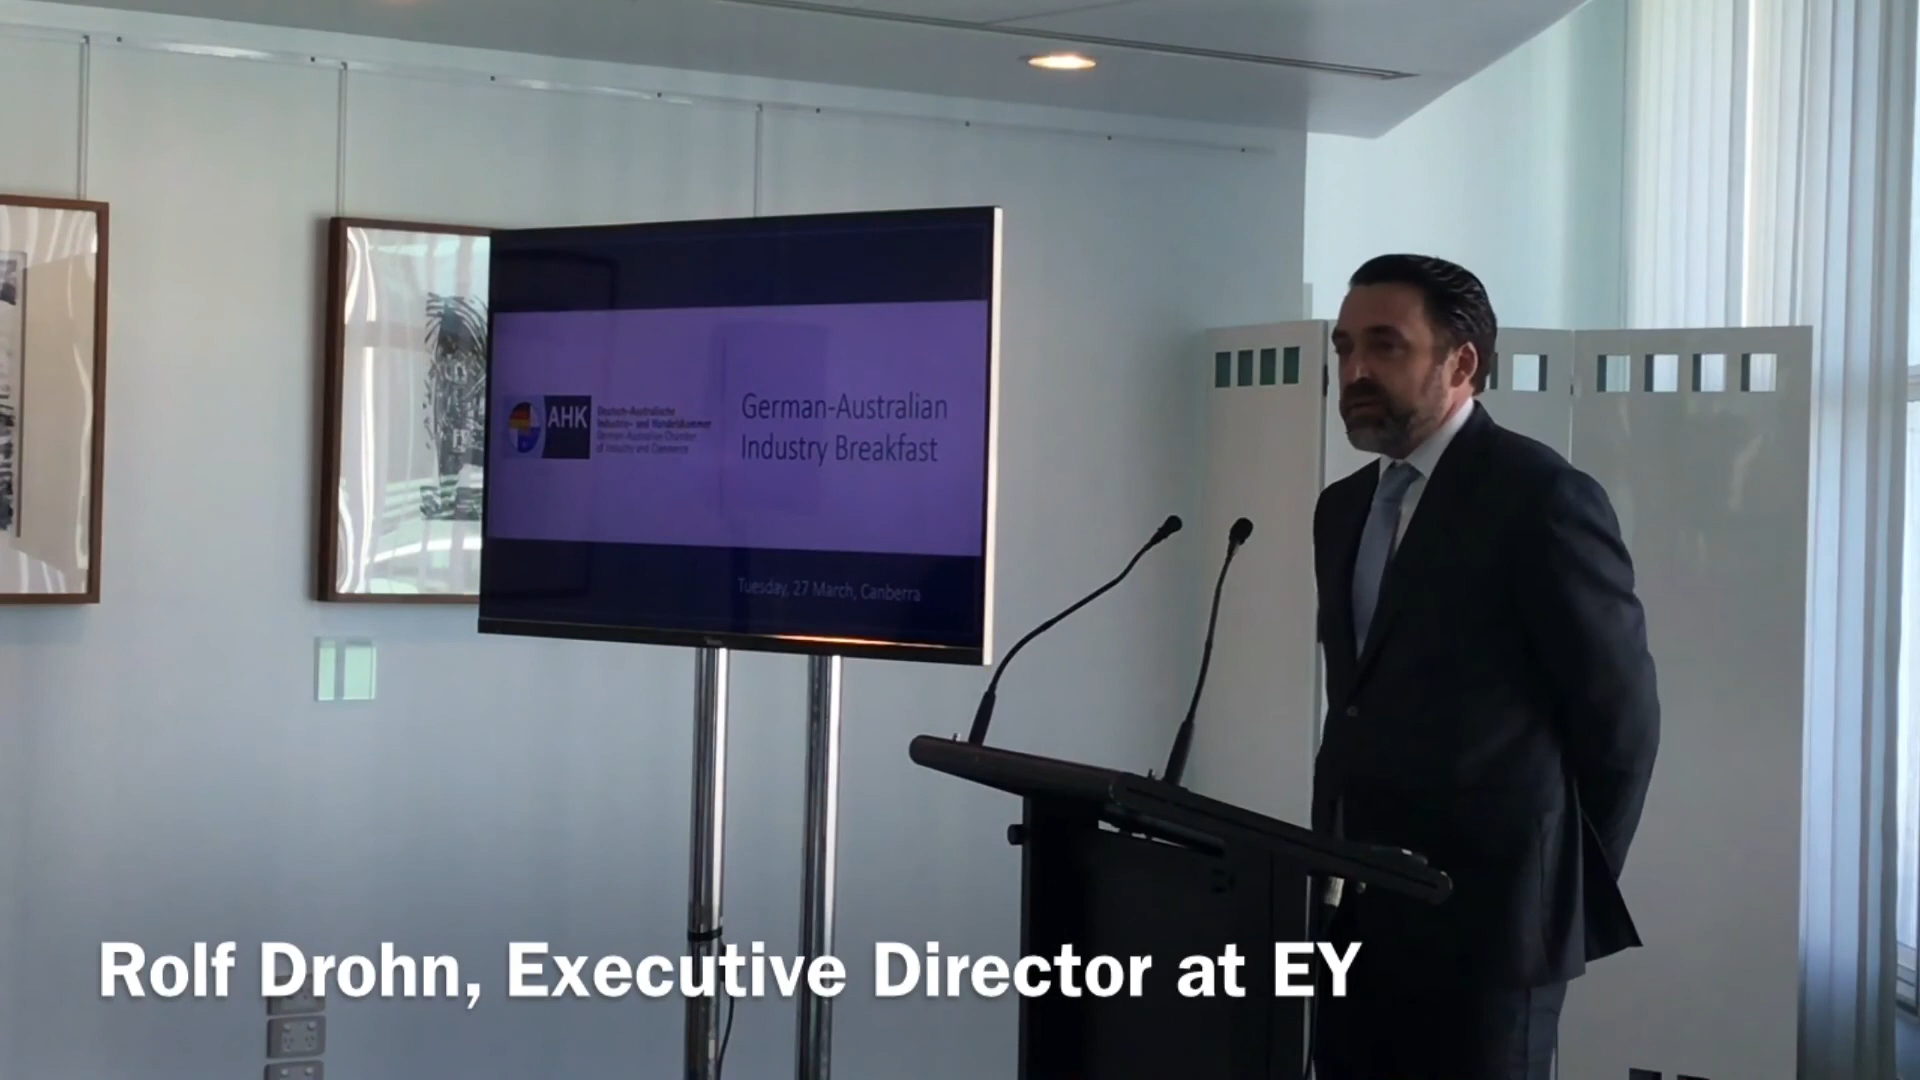 AHK
Deutsch-Australische
Industrie- und Handelskammer
German-Australian Chamber
of Industry and Commerce
German-Australian
Industry Breakfast
Tuesday, 27 March, Canberra
Rolf Drohn, Executive Director at EY